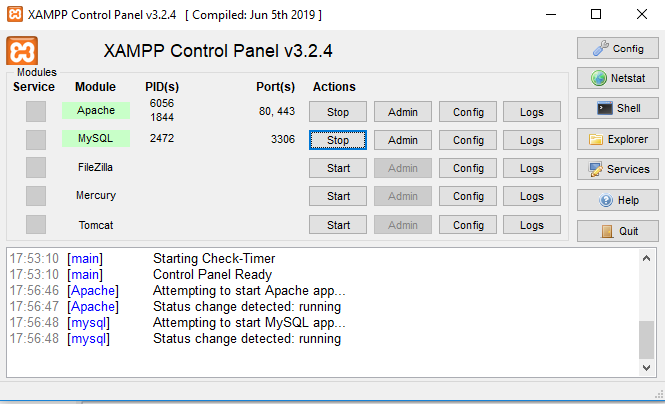 XAMPP Control Panel v3.2.4 [ Compiled: Jun 5th 2019 ]
XAMPP Control Panel v3.2.4
Config
Modules
Service Module PID(s) Port(s) Actions
Netstat
Apache 6056 1844 80, 443 Stop Admin Config Logs
Shell
MySQL 2472 3306 Stop Admin Config Logs
Explorer
FileZilla Start Admin Config Logs
Services
Mercury Start Admin Config Logs
Help
Tomcat Start Admin Config Logs
Quit
17:53:10 [main] Starting Check-Timer
17:53:10 [main] Control Panel Ready
17:56:46 [Apache] Attempting to start Apache app...
17:56:47 [Apache] Status change detected: running
17:56:48 [mysql] Attempting to start MySQL app...
17:56:48 [mysql] Status change detected: running